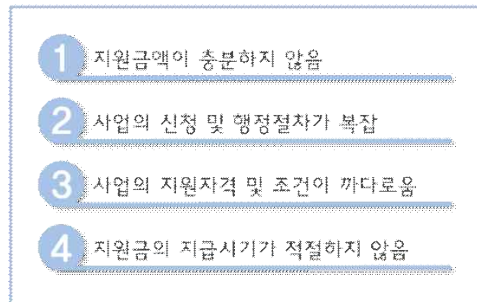 1 지원금액이 충분하지 않음
2 사업의 신청 및 행정절차가 복잡
3 사업의 지원자격 및 조건이 까다로움
4 지원금의 지급시기가 적절하지 않음